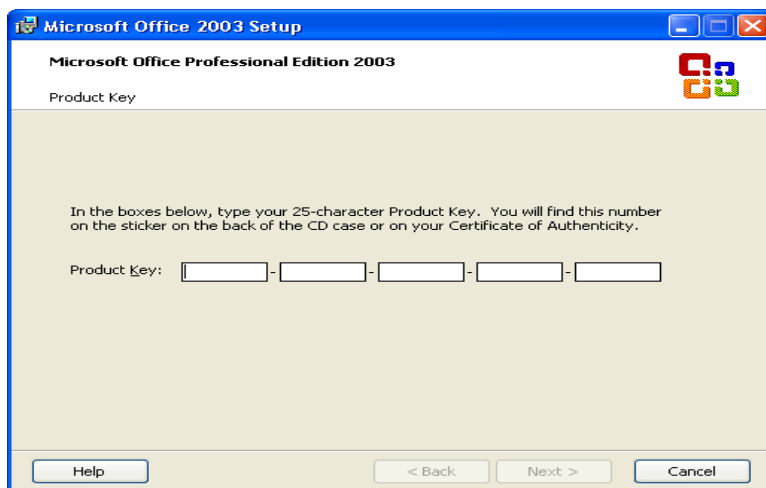 Microsoft Office 2003 Setup
Microsoft Office Professional Edition 2003
Product Key
In the boxes below, type your 25-character Product Key. You will find this number
on the sticker on the back of the CD case or on your Certificate of Authenticity.
Product Key: - - - -
Help < Back Next > Cancel